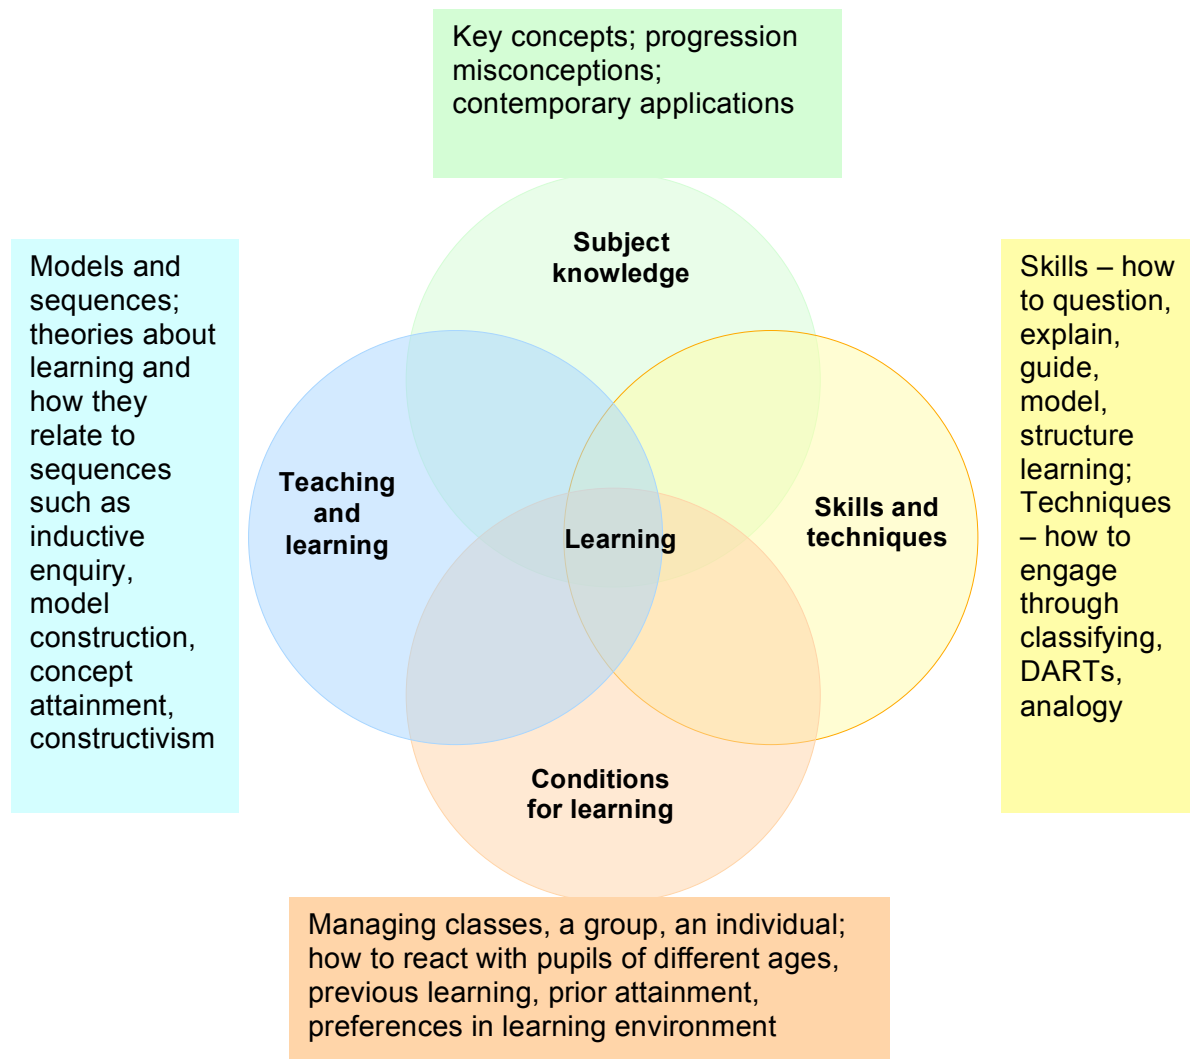 Key concepts; progression
misconceptions;
contemporary applications
Subject
knowledge
Models and
sequences;
theories about
learning and
how they
relate to
sequences
such as
inductive
enquiry,
model
construction,
concept
attainment,
constructivism
Teaching
and
learning
Learning
Skills and
techniques
Skills – how
to question,
explain,
guide,
model,
structure
learning;
Techniques
– how to
engage
through
classifying,
DARTs,
analogy
Conditions
for learning
Managing classes, a group, an individual;
how to react with pupils of different ages,
previous learning, prior attainment,
preferences in learning environment